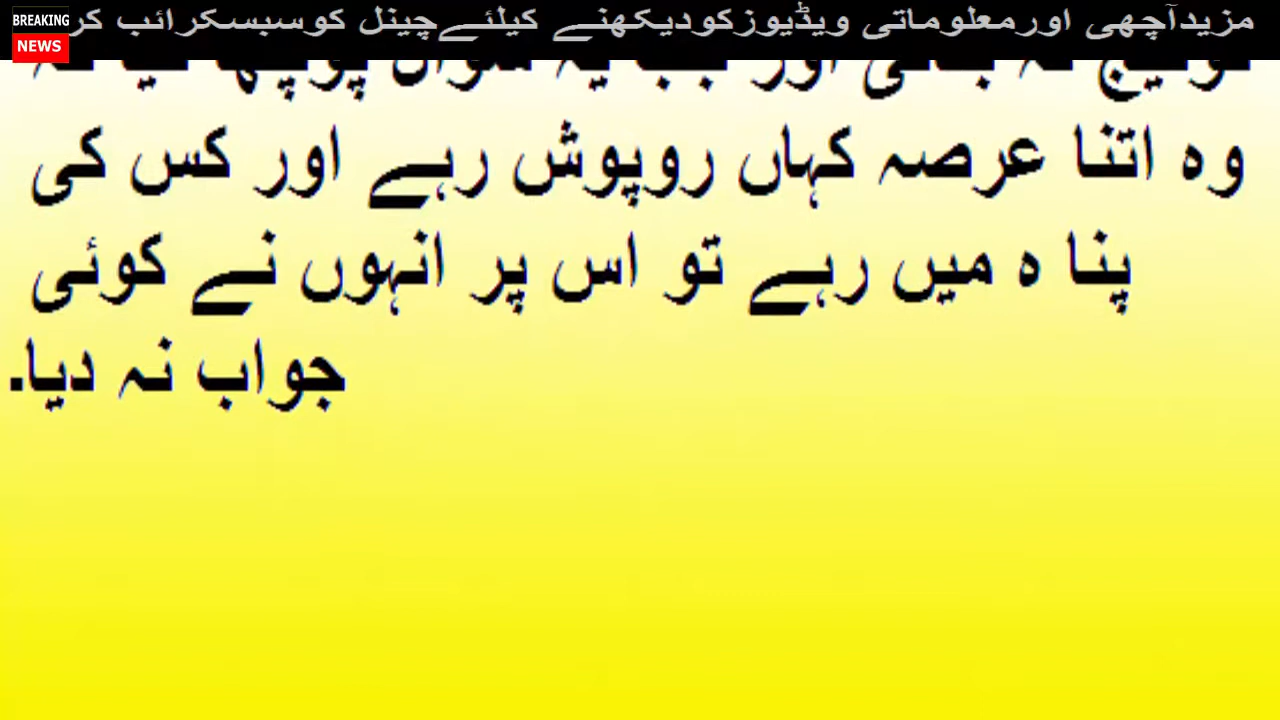 BREAKING
NEWS
مزیدآچھی اورمعلوماتی ویڈیوزکودیکھنے کیلئےچینل کوسبسکرائب کر
وہ اتنا عرصہ کہاں روپوش رہے اور کس کی
پنا ہ میں رہے تو اس پر انہوں نے کوئی
جواب نہ دیا.